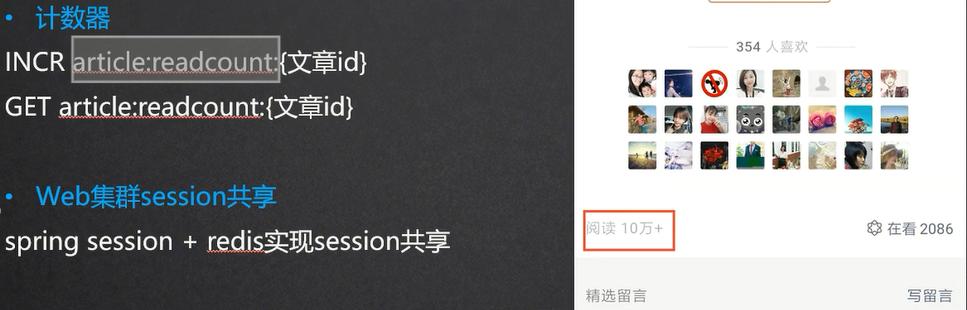 • 计数器
INCR article:readcount:{文章id}
GET article:readcount:{文章id}
• Web集群session共享
spring session + redis实现session共享
354 人喜欢
阅读 10万+
在看 2086
精选留言
写留言